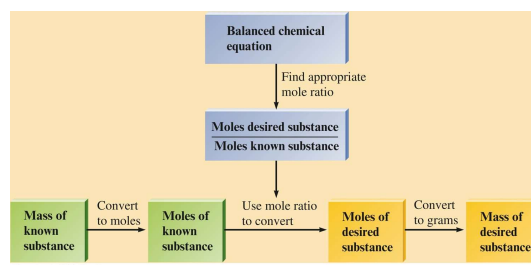 Balanced chemical
equation
Find appropriate
mole ratio
Moles desired substance
Moles known substance
Mass of
known
substance
Convert
to moles
Moles of
known
substance
Use mole ratio
to convert
Moles of
desired
substance
Convert
to grams
Mass of
desired
substance